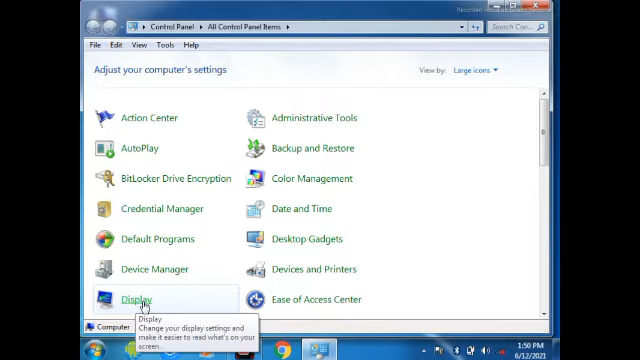 Recorded with
Control Panel ▸ All Control Panel Items ▸
Search Con...
File Edit View Tools Help
Adjust your computer's settings
View by: Large icons
Action Center
Administrative Tools
AutoPlay
Backup and Restore
BitLocker Drive Encryption
Color Management
Credential Manager
Date and Time
Default Programs
Desktop Gadgets
Device Manager
Devices and Printers
Display
Ease of Access Center
Display
Change your display settings and
make it easier to read what's on your
screen.
Computer
1:50 PM
6/12/2021